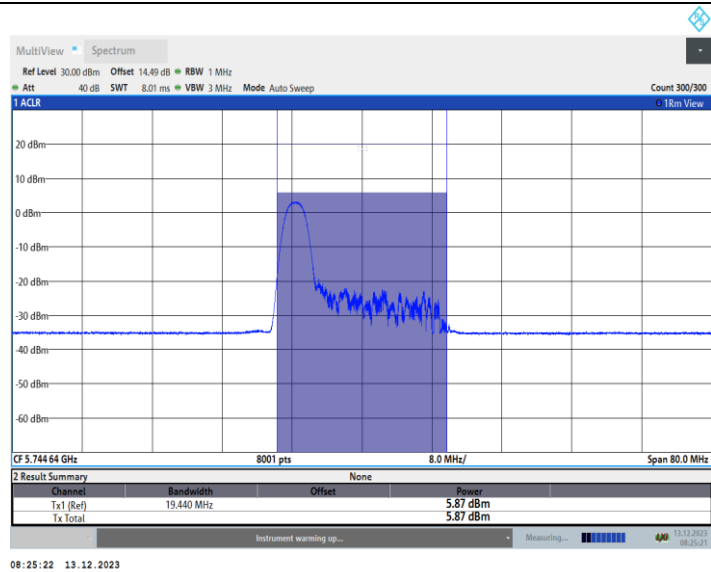 MultiView Spectrum
Ref Level 30.00 dBm Offset 14.49 dB RBW 1 MHz
Att 40 dB SWT 8.01 ms VBW 3 MHz Mode Auto Sweep Count 300/300
1 ACLR 1Rm View
20 dBm
10 dBm
0 dBm
-10 dBm
-20 dBm
-30 dBm
-40 dBm
-50 dBm
-60 dBm
CF 5.744 64 GHz 8001 pts 8.0 MHz/ Span 80.0 MHz
2 Result Summary None
Channel Bandwidth Offset Power
Tx1 (Ref) 19.440 MHz 5.87 dBm
Tx Total 5.87 dBm
Instrument warming up... Measuring... 13.12.2023
08:25:21
08:25:22 13.12.2023